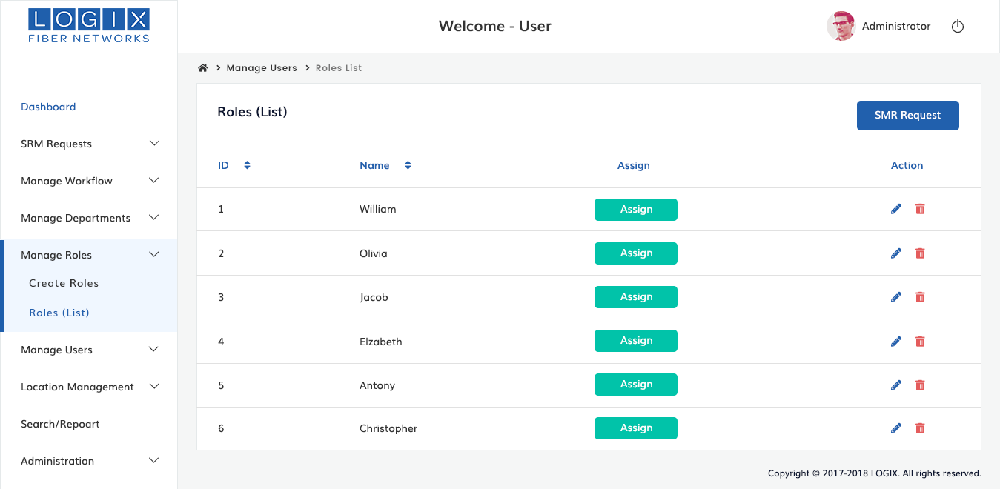 LOGIX
FIBER NETWORKS
Welcome - User
Administrator
Manage Users
Roles List
Dashboard
SRM Requests
Manage Workflow
Manage Departments
Manage Roles
Create Roles
Roles (List)
Manage Users
Location Management
Search/Repoart
Administration
Roles (List)
SMR Request
ID Name Assign Action
1 William Assign
2 Olivia Assign
3 Jacob Assign
4 Elzabeth Assign
5 Antony Assign
6 Christopher Assign
Copyright © 2017-2018 LOGIX. All rights reserved.